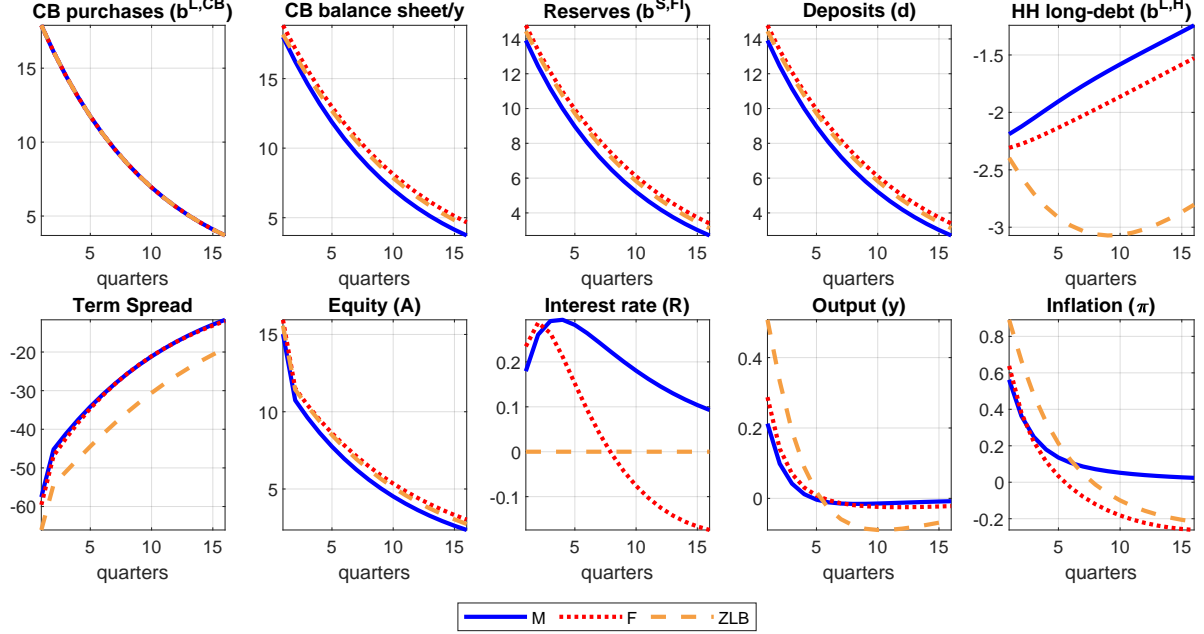 CB purchases (b^{L,CB}) CB balance sheet/y Reserves (b^{S,FI}) Deposits (d) HH long-debt (b^{L,H})
15 10 5
15 10 5
14 12 10 8 6 4
14 12 10 8 6 4
-1.5 -2 -2.5 -3
5 10 15 5 10 15 5 10 15 5 10 15 5 10 15
quarters quarters quarters quarters quarters
Term Spread Equity (A) Interest rate (R) Output (y) Inflation (π)
-20 -30 -40 -50 -60
15 10 5
0.2 0.1 0 -0.1
0.4 0.2 0
0.8 0.6 0.4 0.2 0 -0.2
5 10 15 5 10 15 5 10 15 5 10 15 5 10 15
quarters quarters quarters quarters quarters
M F ZLB